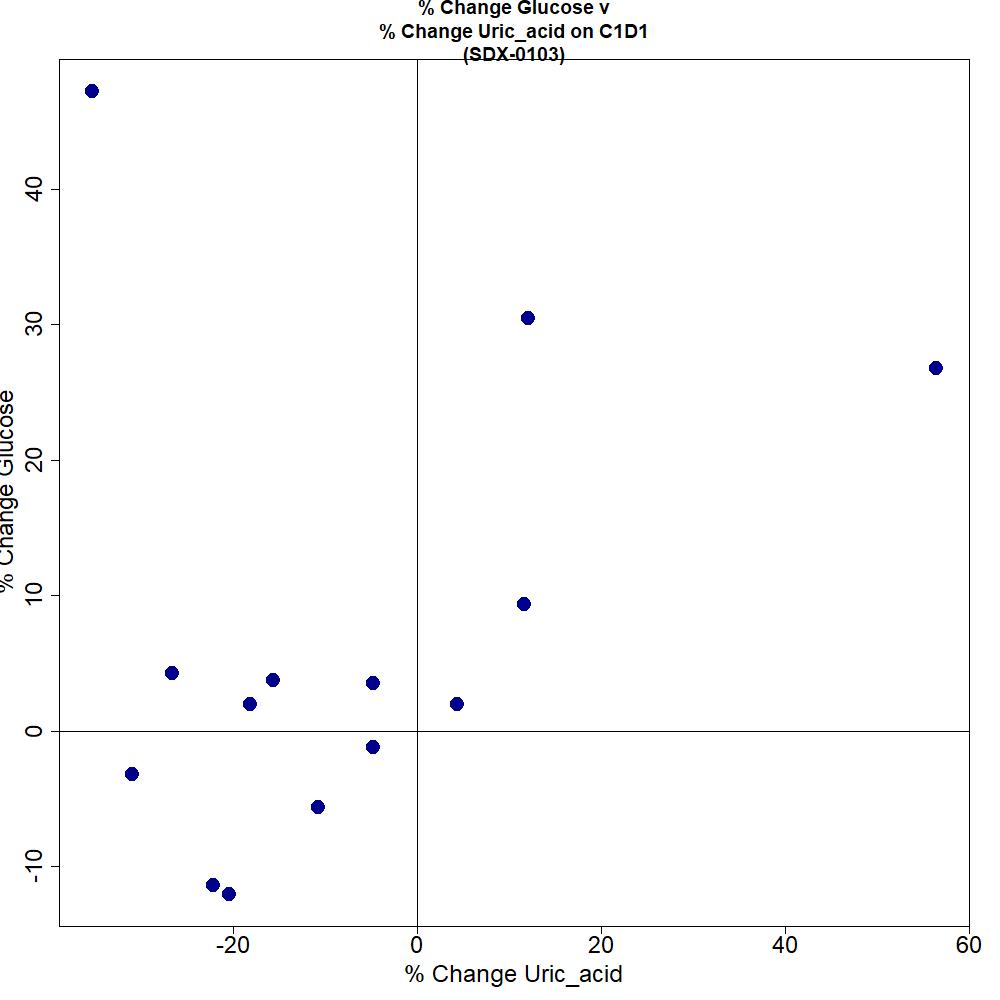 % Change Glucose v
% Change Uric_acid on C1D1
(SDX-0103)
% Change Glucose
40
30
20
10
0
-10
-20
0
20
40
60
% Change Uric_acid